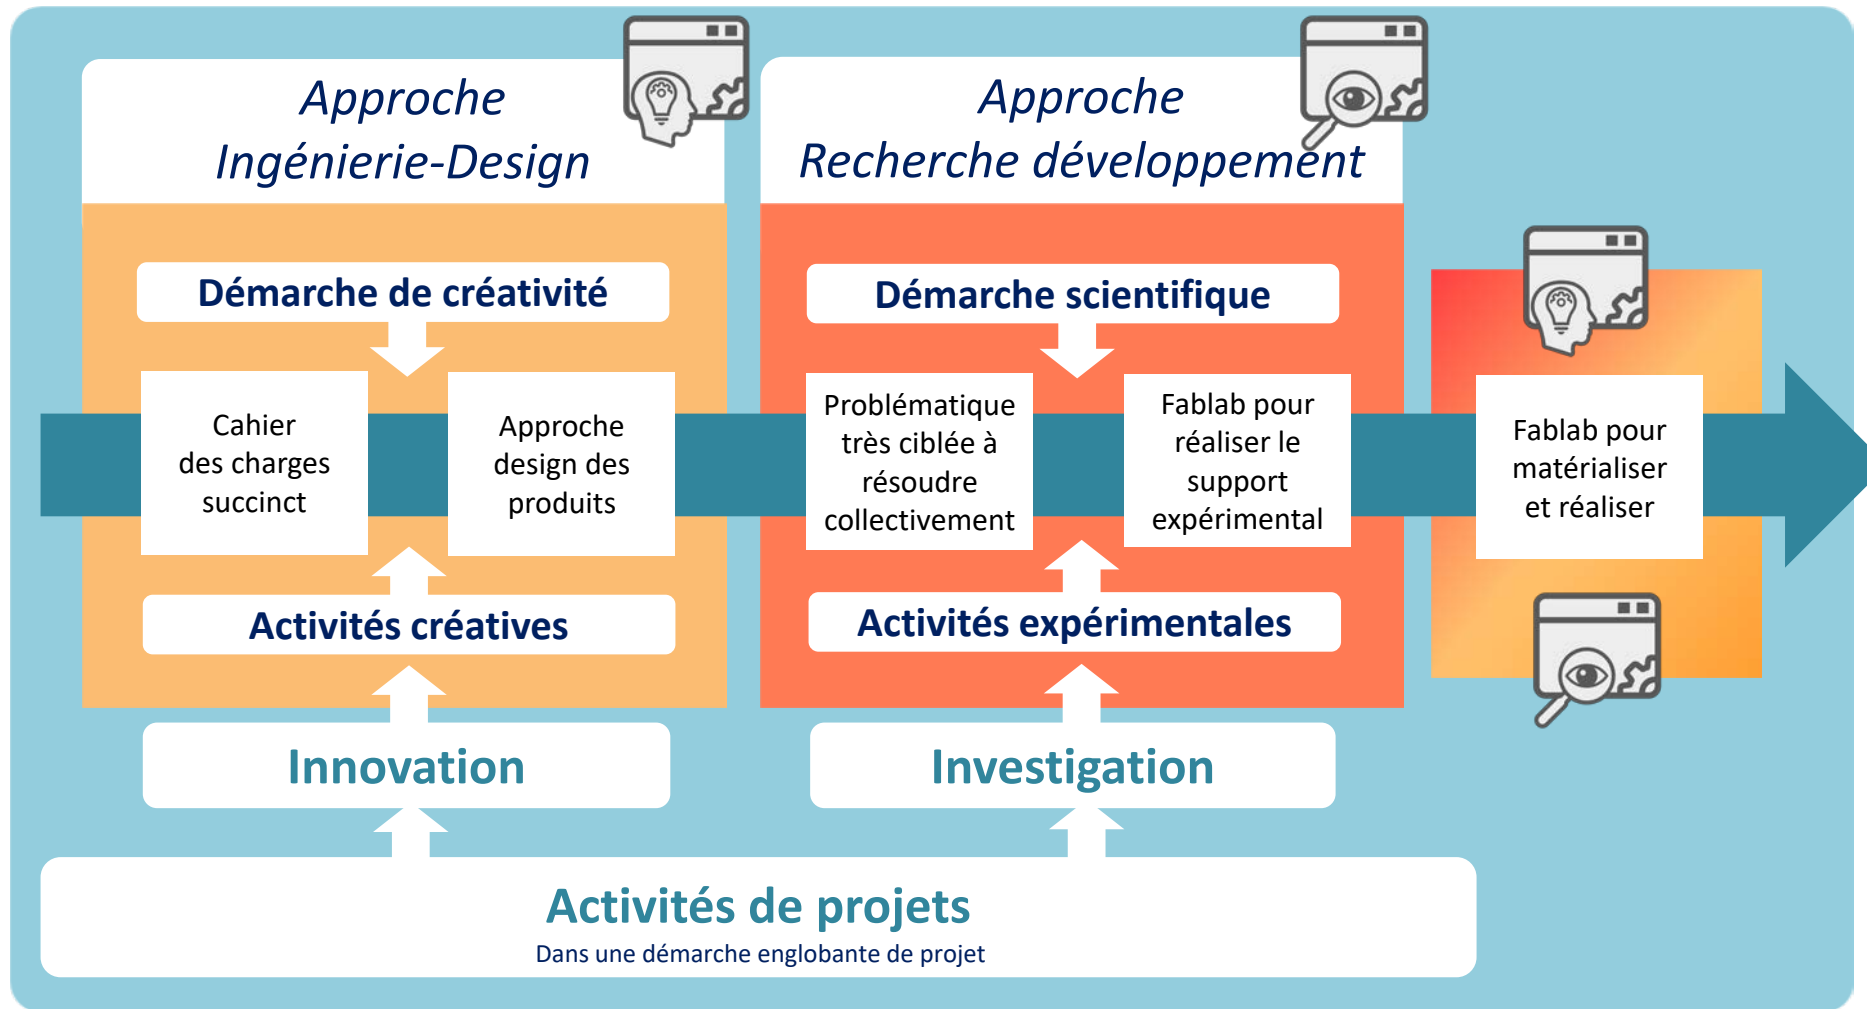 Approche
Ingénierie-Design
Démarche de créativité
Cahier
des charges
succinct
Approche
design des
produits
Activités créatives
Innovation
Approche
Recherche développement
Démarche scientifique
Problématique
très ciblée à
résoudre
collectivement
Fablab pour
réaliser le
support
expérimental
Activités expérimentales
Investigation
Fablab pour
matérialiser
et réaliser
Activités de projets
Dans une démarche englobante de projet